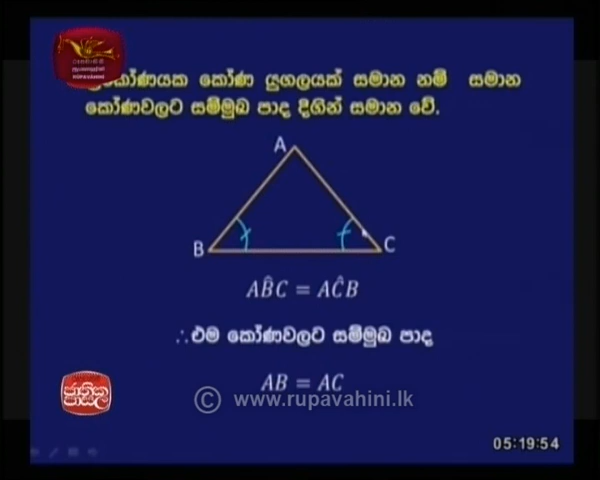 කෝණ යුගලයක් සමාන නම් සමාන
කෝණවලට සම්මුඛ පාද දිගින් සමාන වේ.
A
B
C
AB̂C = AĈB
∴එම කෝණවලට සම්මුඛ පාද
AB = AC
ජාතික
පාසල
© www.rupavahini.lk
05:19:54